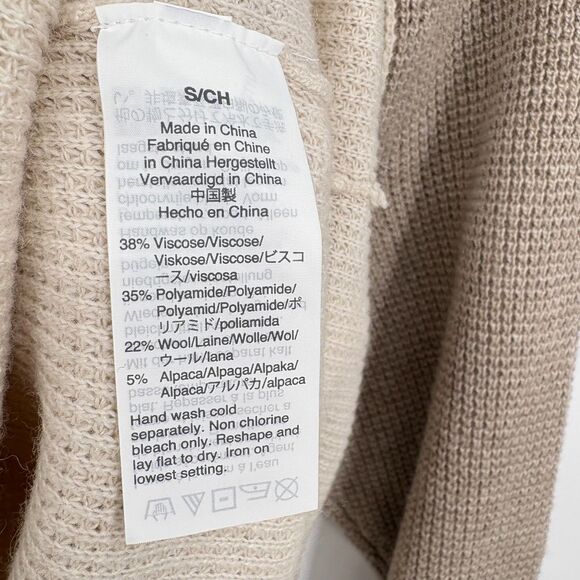 S/CH
Made in China
Fabriqué en Chine
in China Hergestellt
Vervaardigd in China
中国製
Hecho en China
38% Viscose/Viscose/
Viskose/Viscose/ビスコ
ース/viscosa
35% Polyamide/Polyamide/
Polyamid/Polyamide/ポ
リアミド/poliamida
22% Wool/Laine/Wolle/Wol/
ウール/lana
5% Alpaca/Alpaga/Alpaka/
Alpaca/アルパカ/alpaca
Hand wash cold
separately. Non chlorine
bleach only. Reshape and
lay flat to dry. Iron on
lowest setting.